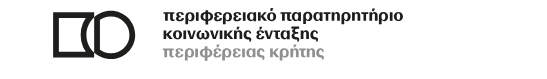 περιφερειακό παρατηρητήριο
κοινωνικής ένταξης
περιφέρειας κρήτης